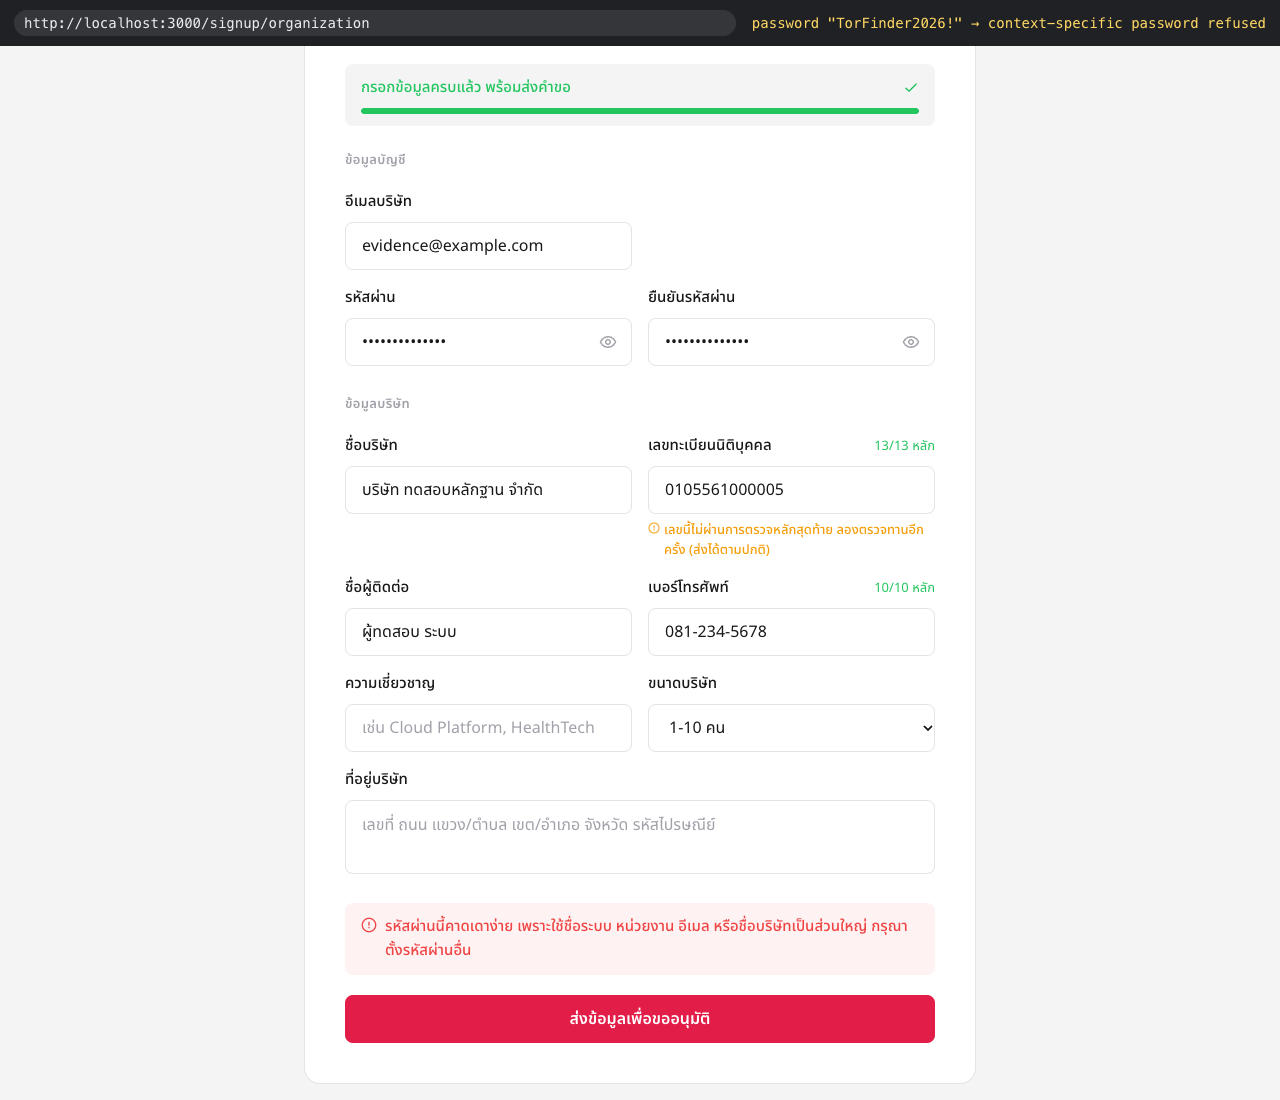 http://localhost:3000/signup/organization
password "TorFinder2026!" → context-specific password refused
กรอกข้อมูลครบแล้ว พร้อมส่งคำขอ
ข้อมูลบัญชี
อีเมลบริษัท
evidence@example.com
รหัสผ่าน
ยืนยันรหัสผ่าน
••••••••••••••
••••••••••••••
ข้อมูลบริษัท
ชื่อบริษัท
เลขทะเบียนนิติบุคคล
13/13 หลัก
บริษัท ทดสอบหลักฐาน จำกัด
0105561000005
เลขนี้ไม่ผ่านการตรวจหลักสุดท้าย ลองตรวจทานอีก
ครั้ง (ส่งได้ตามปกติ)
ชื่อผู้ติดต่อ
เบอร์โทรศัพท์
10/10 หลัก
ผู้ทดสอบ ระบบ
081-234-5678
ความเชี่ยวชาญ
ขนาดบริษัท
เช่น Cloud Platform, HealthTech
1-10 คน
ที่อยู่บริษัท
เลขที่ ถนน แขวง/ตำบล เขต/อำเภอ จังหวัด รหัสไปรษณีย์
รหัสผ่านนี้คาดเดาง่าย เพราะใช้ชื่อระบบ หน่วยงาน อีเมล หรือชื่อบริษัทเป็นส่วนใหญ่ กรุณา
ตั้งรหัสผ่านอื่น
ส่งข้อมูลเพื่อขออนุมัติ